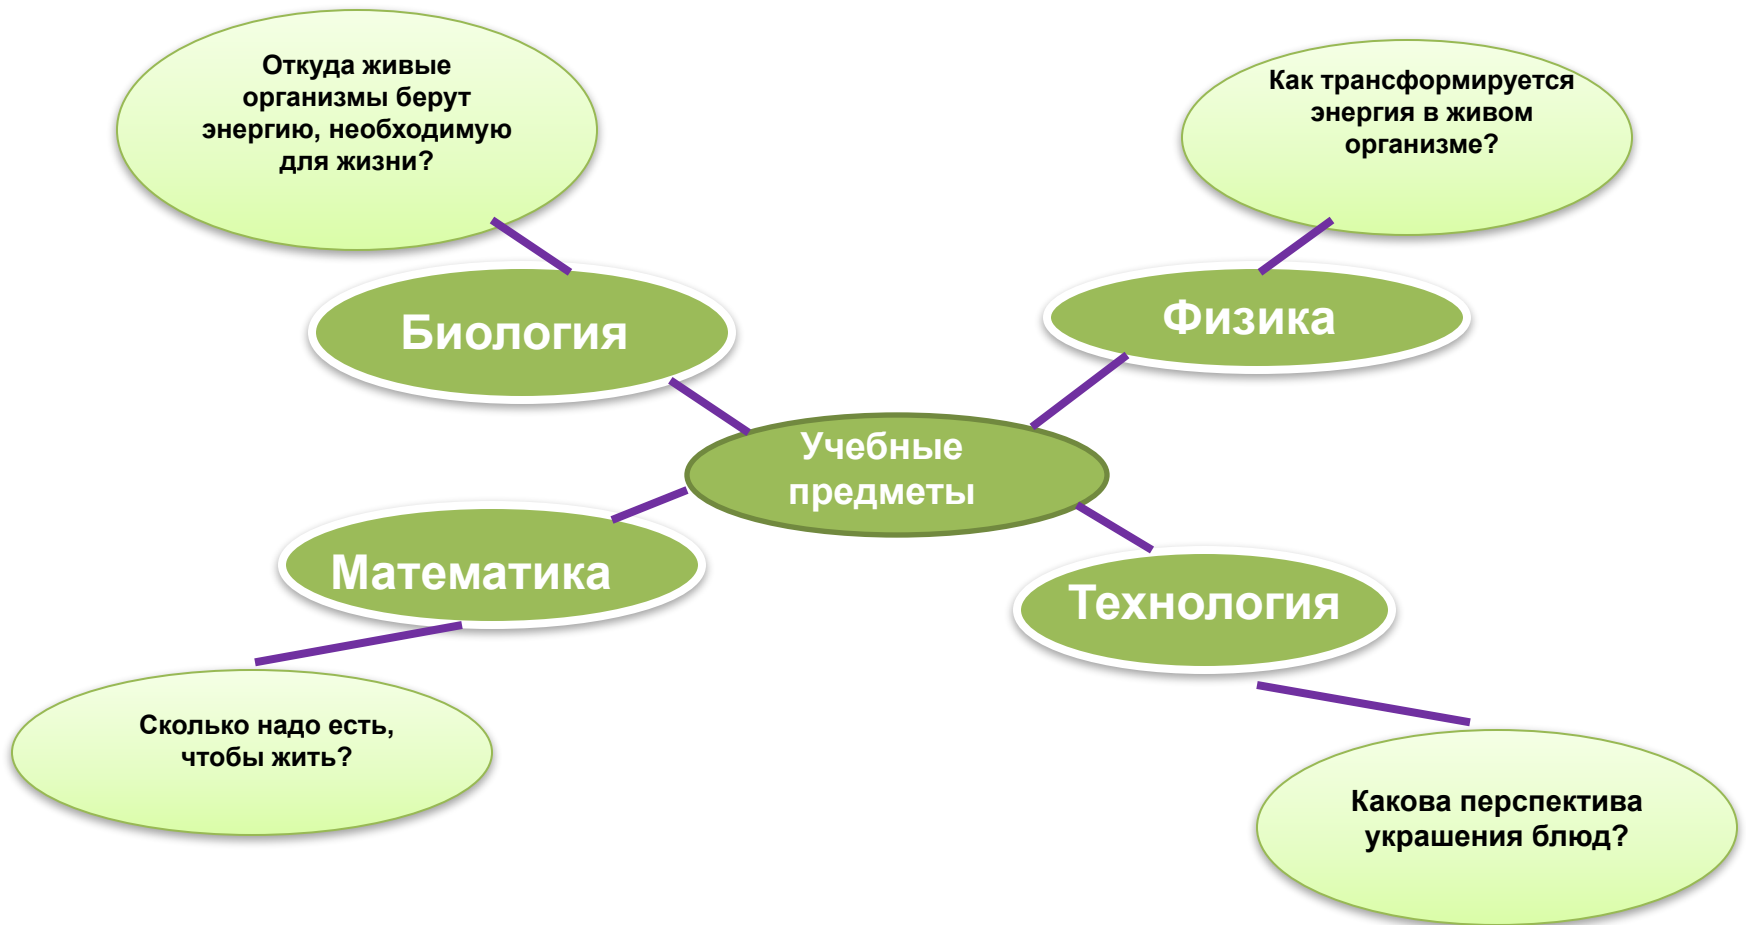 Откуда живые
организмы берут
энергию, необходимую
для жизни?
Как трансформируется
энергия в живом
организме?
Биология
Физика
Учебные
предметы
Математика
Технология
Сколько надо есть,
чтобы жить?
Какова перспектива
украшения блюд?